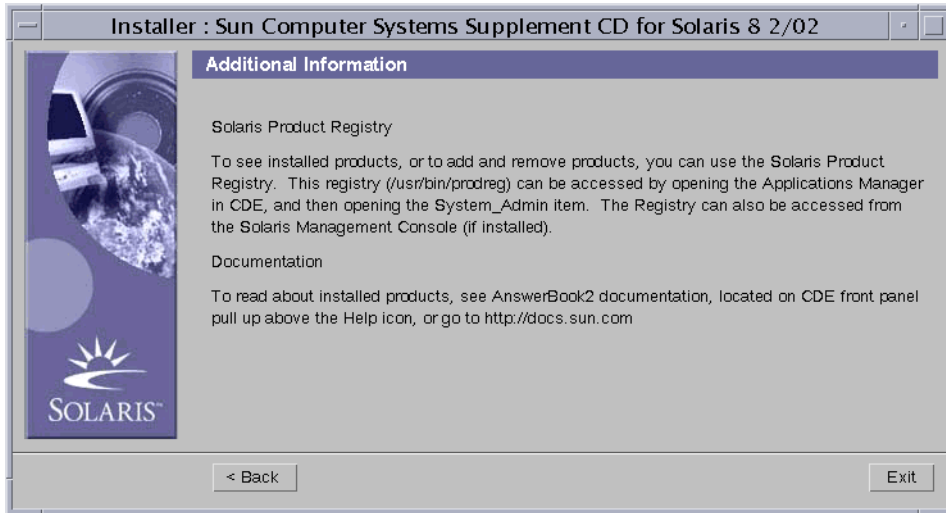 Installer : Sun Computer Systems Supplement CD for Solaris 8 2/02
Additional Information
Solaris Product Registry
To see installed products, or to add and remove products, you can use the Solaris Product
Registry. This registry (/usr/bin/prodreg) can be accessed by opening the Applications Manager
in CDE, and then opening the System_Admin item. The Registry can also be accessed from
the Solaris Management Console (if installed).
Documentation
To read about installed products, see AnswerBook2 documentation, located on CDE front panel
pull up above the Help icon, or go to http://docs.sun.com
SOLARIS™
< Back
Exit